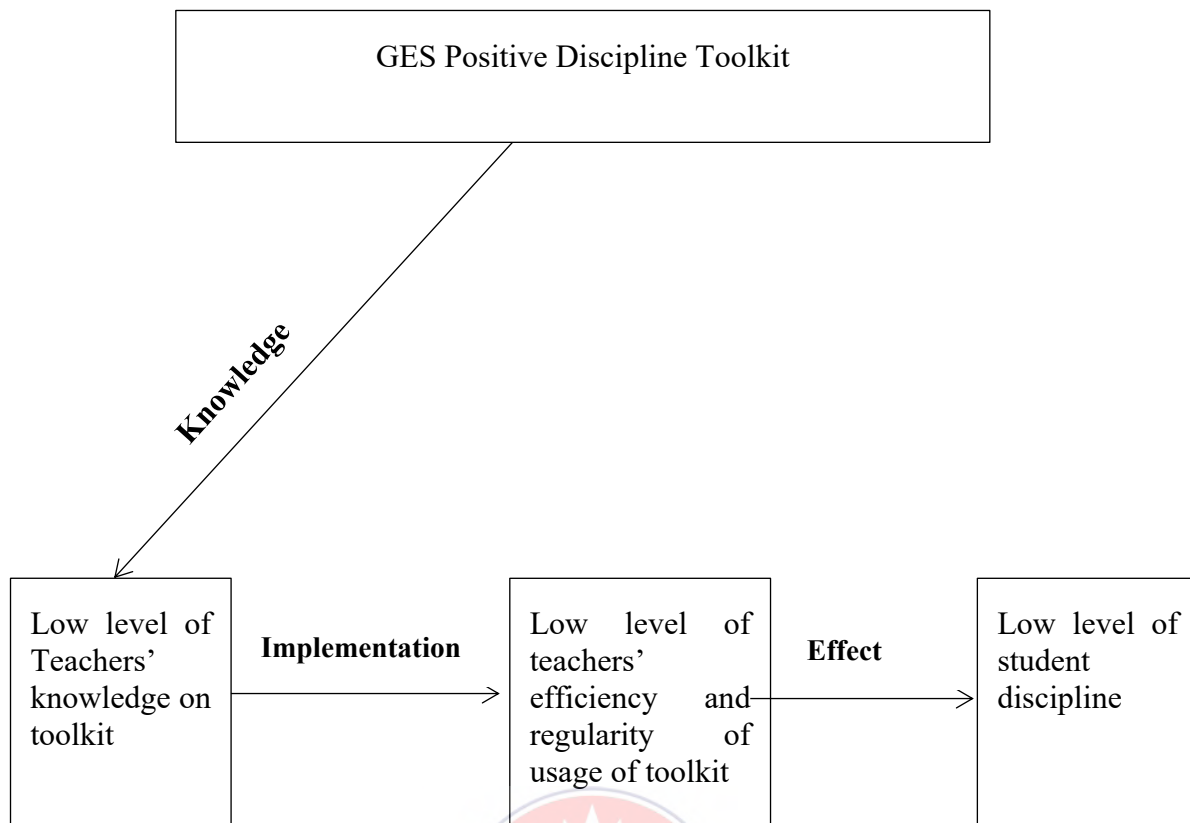 GES Positive Discipline Toolkit
Knowledge
Low level of
Teachers’
knowledge on
toolkit
Implementation
Low level of
teachers’
efficiency and
regularity of
usage of toolkit
Effect
Low level of
student
discipline